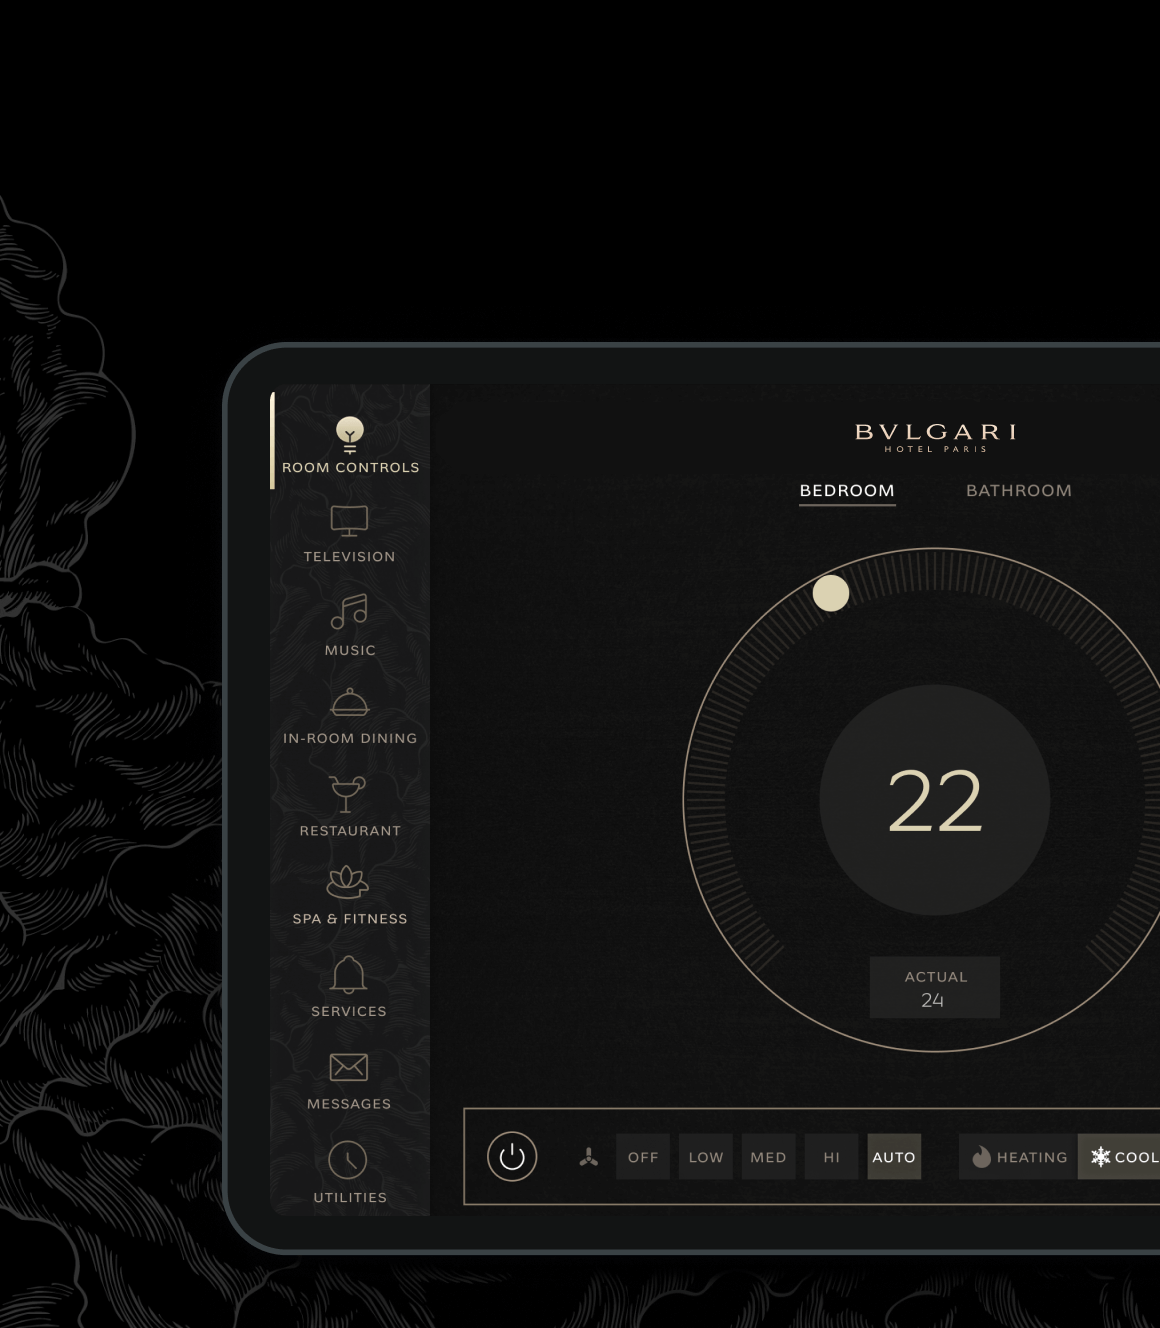 ROOM CONTROLS
TELEVISION
MUSIC
IN-ROOM DINING
RESTAURANT
SPA & FITNESS
SERVICES
MESSAGES
UTILITIES
BVLGARI
HOTEL PARIS
BEDROOM BATHROOM
22
ACTUAL
24
OFF LOW MED HI AUTO HEATING COOL